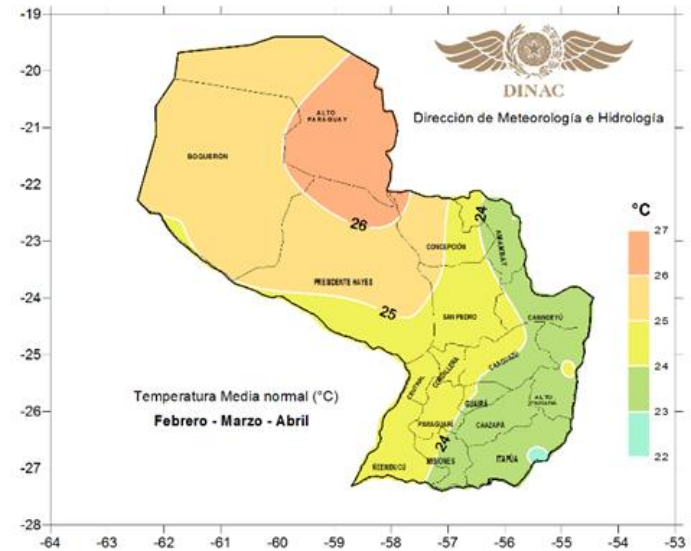 DINAC
Dirección de Meteorología e Hidrología
-19
-20
-21
-22
-23
-24
-25
-26
-27
-28
-64
-63
-62
-61
-60
-59
-58
-57
-56
-55
-54
-53
ALTO
PARAGUAY
BOQUERÓN
26
24
CONCEPCIÓN
AMAMBAY
PRESIDENTE HAYES
25
SAN PEDRO
CANINDEYÚ
CORDILLERA
CAAGUAZÚ
CENTRAL
GUAIRÁ
ALTO
PARANÁ
PARAGUARÍ
CAAZAPÁ
24
MISIONES
ITAPÚA
ÑEEMBUCÚ
Temperatura Media normal (°C)
Febrero - Marzo - Abril
°C
27
26
25
24
23
22